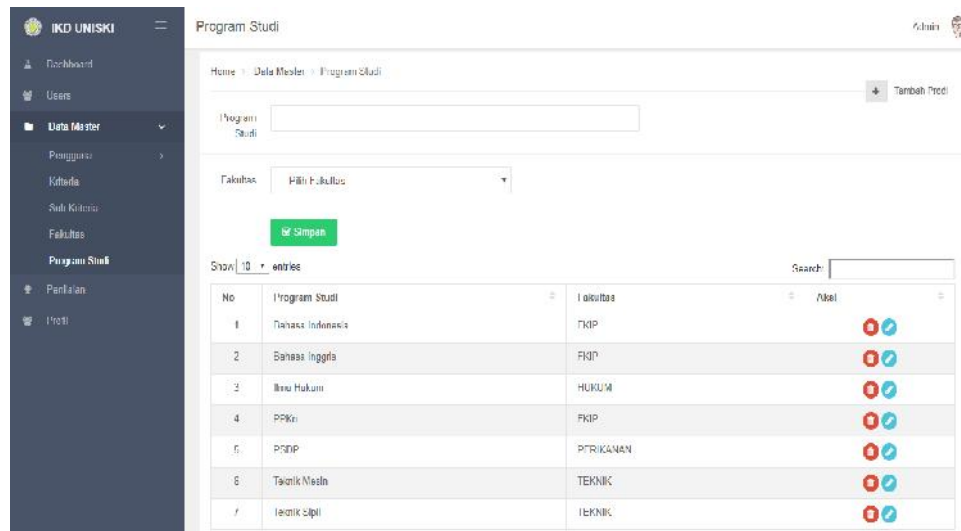 IKD UNISKI
Program Studi
Admin
Dashboard
Users
Data Master
Pengguna
Kriteria
Sub Kriteria
Fakultas
Program Studi
Penilaian
Profil
Home Data Master Program Studi
Tambah Prodi
Program
Studi
Fakultas Pilih Fakultas
Simpan
Show 10 entries Search:
No Program Studi Fakultas Aksi
1 Bahasa Indonesia FKIP
2 Bahasa Inggris FKIP
3 Ilmu Hukum HUKUM
4 PPKn FKIP
5 PSDP PERIKANAN
6 Teknik Mesin TEKNIK
7 Teknik Sipil TEKNIK